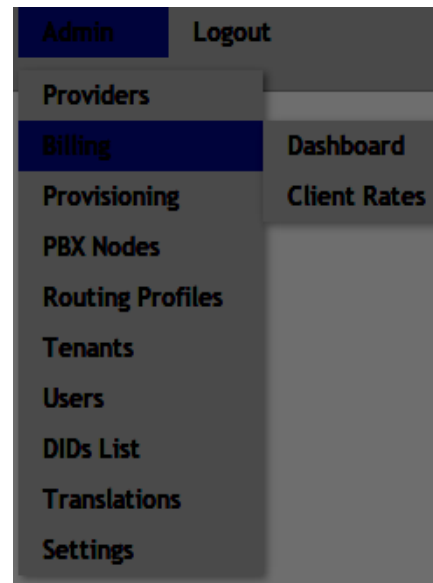 Admin Logout
Providers
Billing Dashboard
Provisioning Client Rates
PBX Nodes
Routing Profiles
Tenants
Users
DIDs List
Translations
Settings